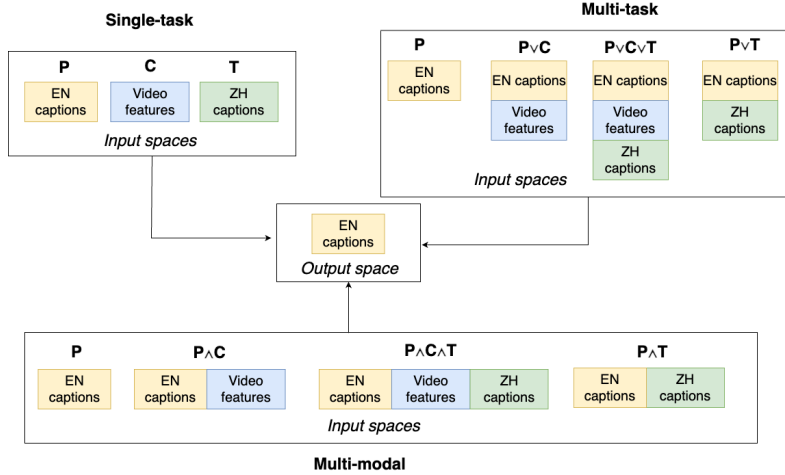 Single-task
P C T
EN captions
Video features
ZH captions
Input spaces
Multi-task
P P∨C P∨C∨T P∨T
EN captions
EN captions
Video features
EN captions
Video features
ZH captions
EN captions
ZH captions
Input spaces
EN captions
Output space
P P∧C P∧C∧T P∧T
EN captions
EN captions
Video features
EN captions
Video features
ZH captions
EN captions
ZH captions
Input spaces
Multi-modal